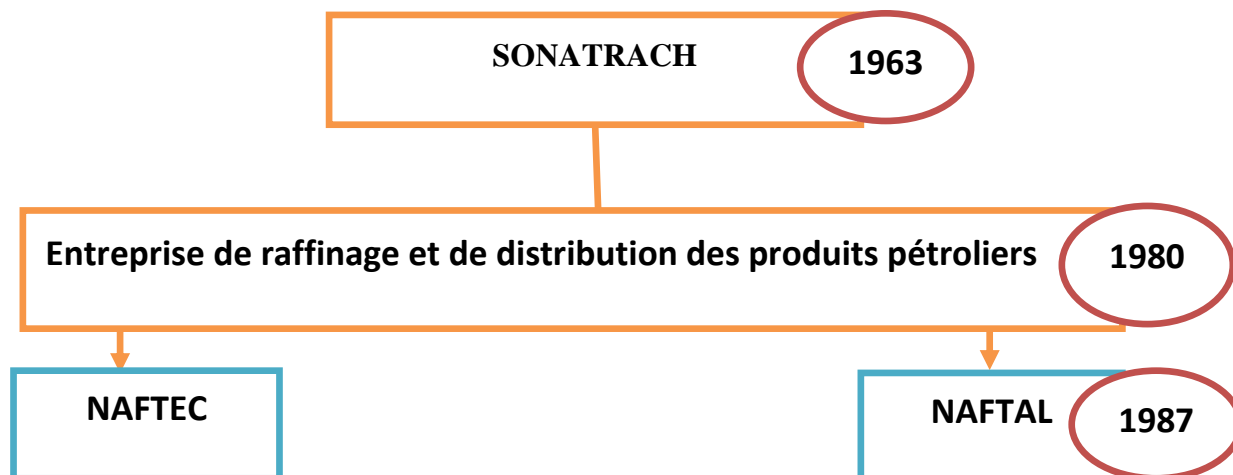 SONATRACH
1963
Entreprise de raffinage et de distribution des produits pétroliers
1980
NAFTEC
NAFTAL
1987